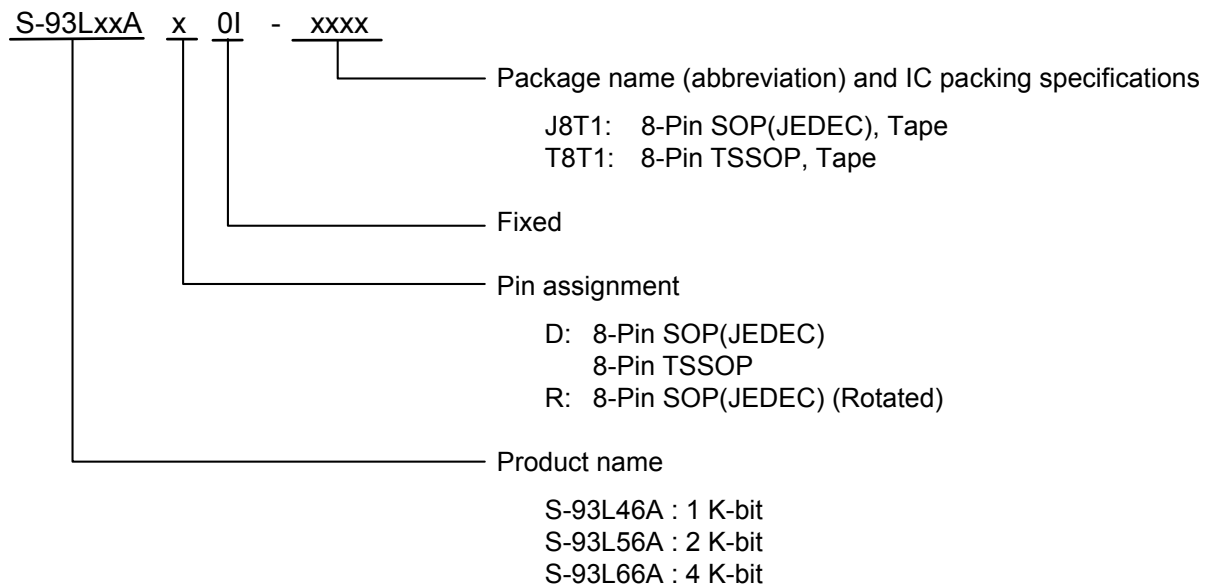 S-93LxxA x 0I - xxxx
Package name (abbreviation) and IC packing specifications
J8T1: 8-Pin SOP(JEDEC), Tape
T8T1: 8-Pin TSSOP, Tape
Fixed
Pin assignment
D: 8-Pin SOP(JEDEC)
8-Pin TSSOP
R: 8-Pin SOP(JEDEC) (Rotated)
Product name
S-93L46A : 1 K-bit
S-93L56A : 2 K-bit
S-93L66A : 4 K-bit